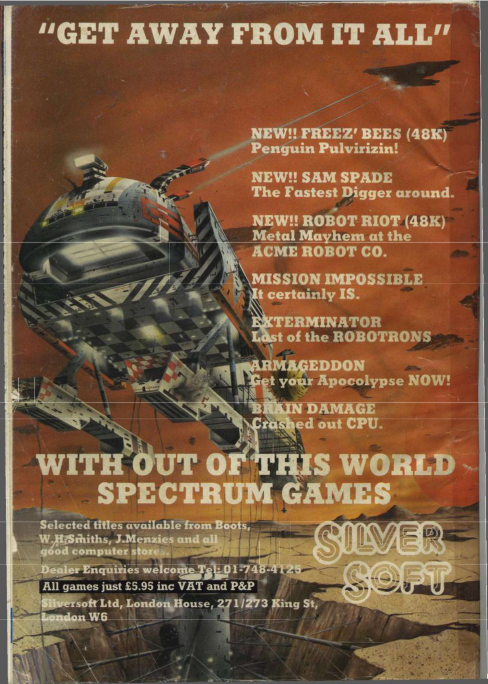 "GET AWAY FROM IT ALL"
NEW!! FREEZ' BEES (48K)
Penguin Pulvirizin!
NEW!! SAM SPADE
The Fastest Digger around.
NEW!! ROBOT RIOT (48K)
Metal Mayhem at the
ACME ROBOT CO.
MISSION IMPOSSIBLE
It certainly IS.
EXTERMINATOR
Last of the ROBOTRONS
ARMAGEDDON
Get your Apocolypse NOW!
BRAIN DAMAGE
Crashed out CPU.
WITH OUT OF THIS WORLD
SPECTRUM GAMES
Selected titles available from Boots,
W.H.Smiths, J.Menzies and all
good computer store
Dealer Enquiries welcome Tel: 01-748-4125
All games just £5.95 inc VAT and P&P
Silversoft Ltd, London House, 271/273 King St,
London W6
SILVER
SOFT